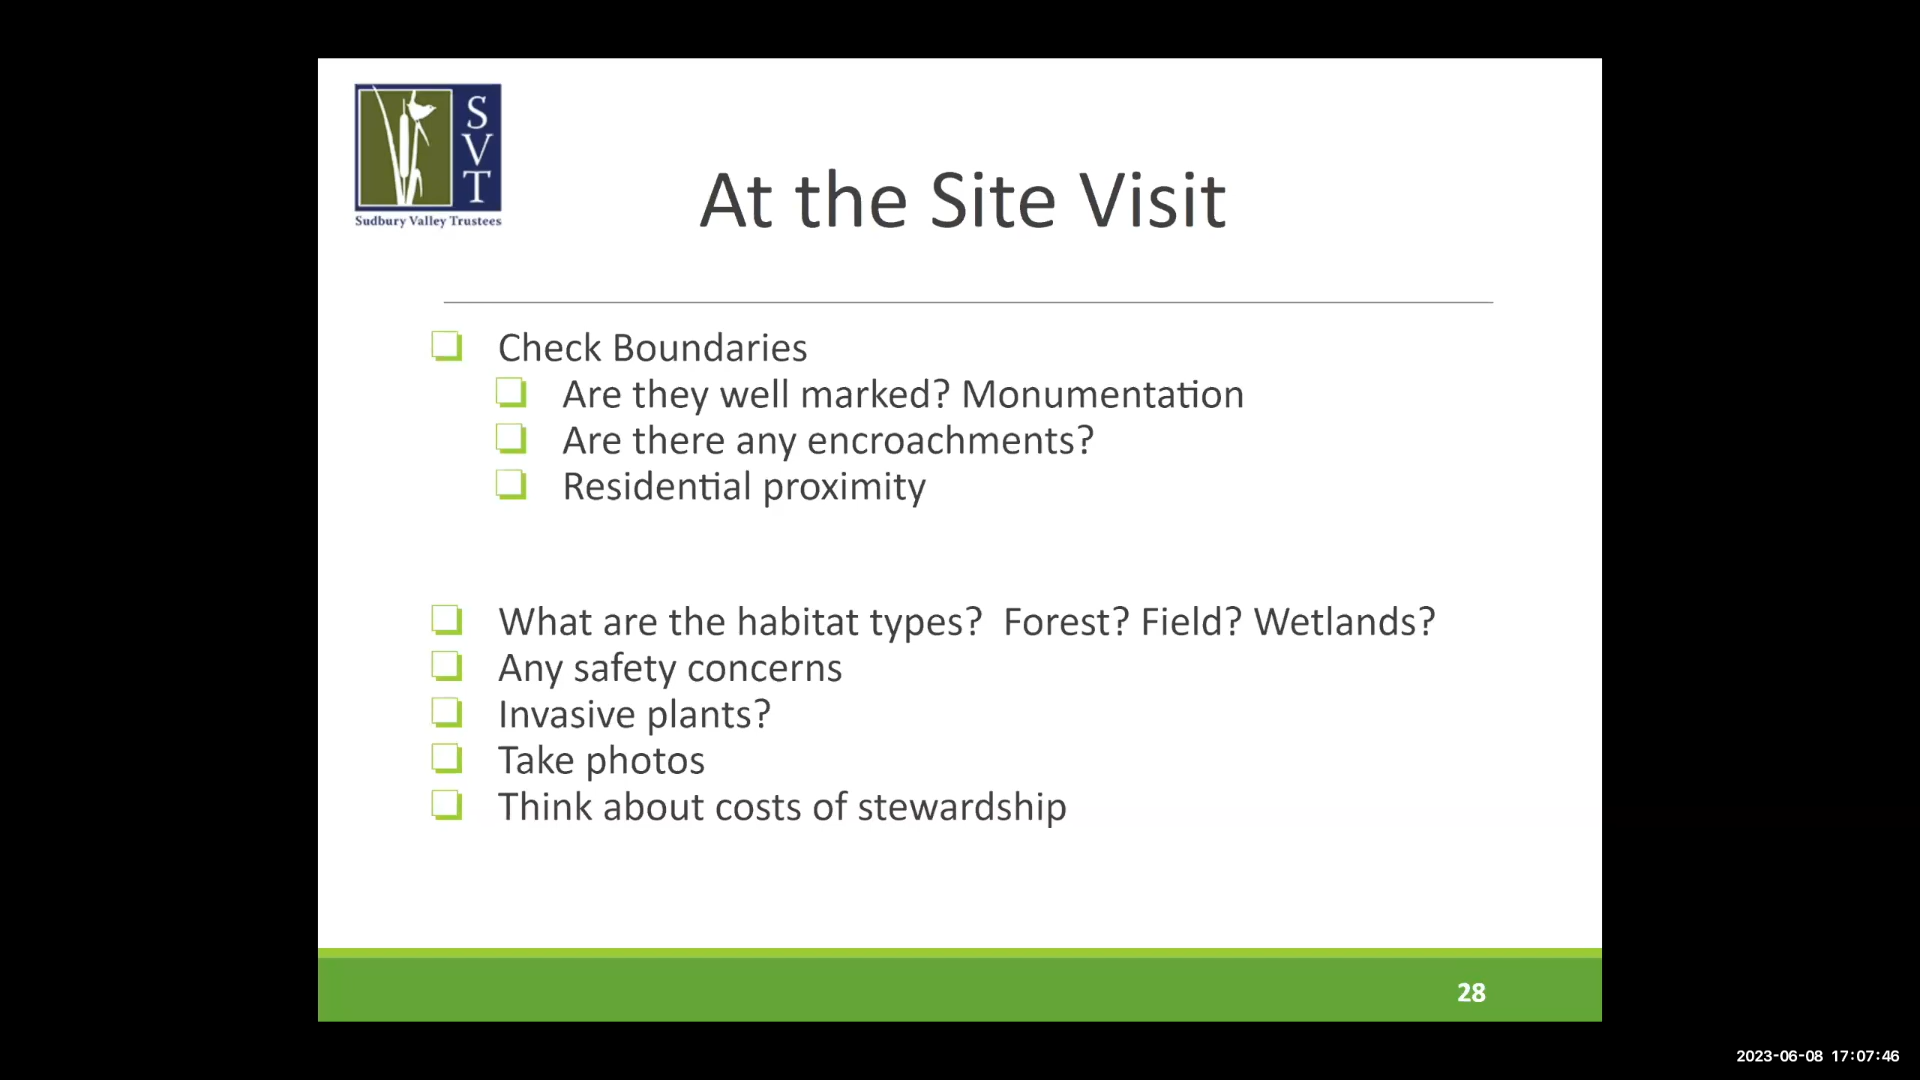 S
V
T
Sudbury Valley Trustees
At the Site Visit
Check Boundaries
Are they well marked? Monumentation
Are there any encroachments?
Residential proximity
What are the habitat types?  Forest? Field? Wetlands?
Any safety concerns
Invasive plants?
Take photos
Think about costs of stewardship
28
2023-06-08 17:07:46